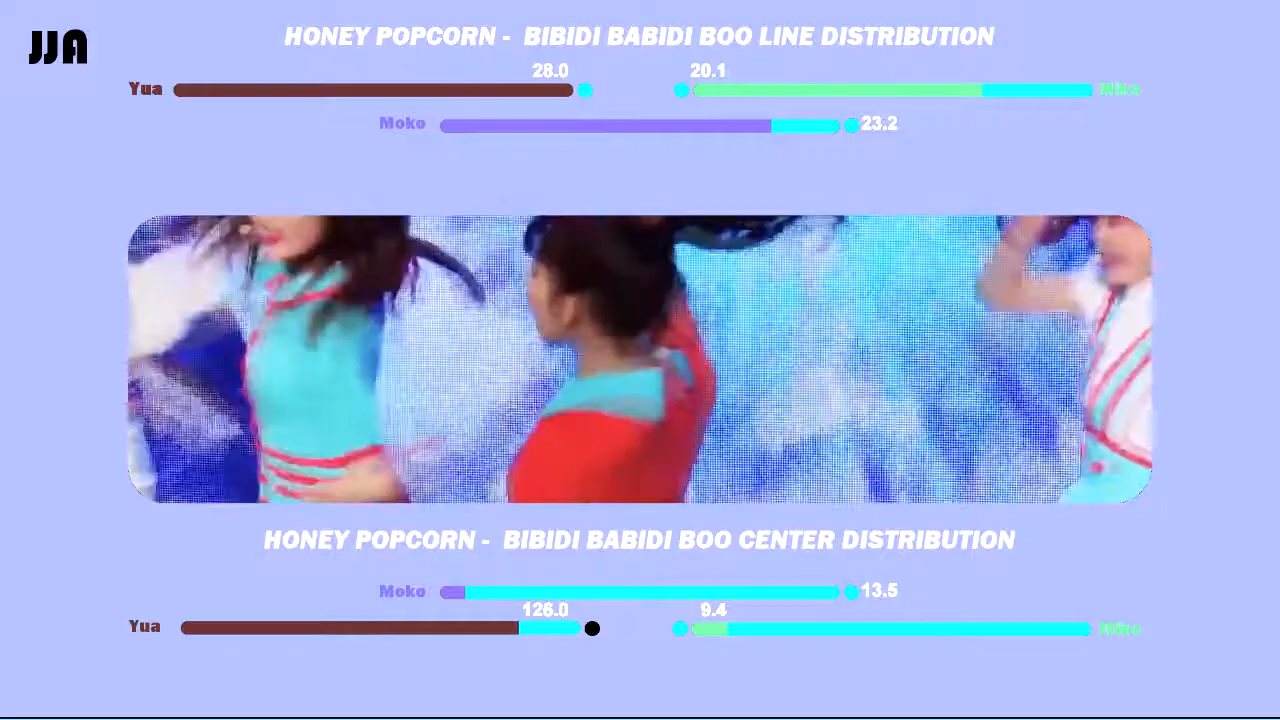 JJA
HONEY POPCORN - BIBIDI BABIDI BOO LINE DISTRIBUTION
28.0 20.1
Yua Miko
Moko 23.2
HONEY POPCORN - BIBIDI BABIDI BOO CENTER DISTRIBUTION
Moko 13.5
126.0 9.4
Yua Miko